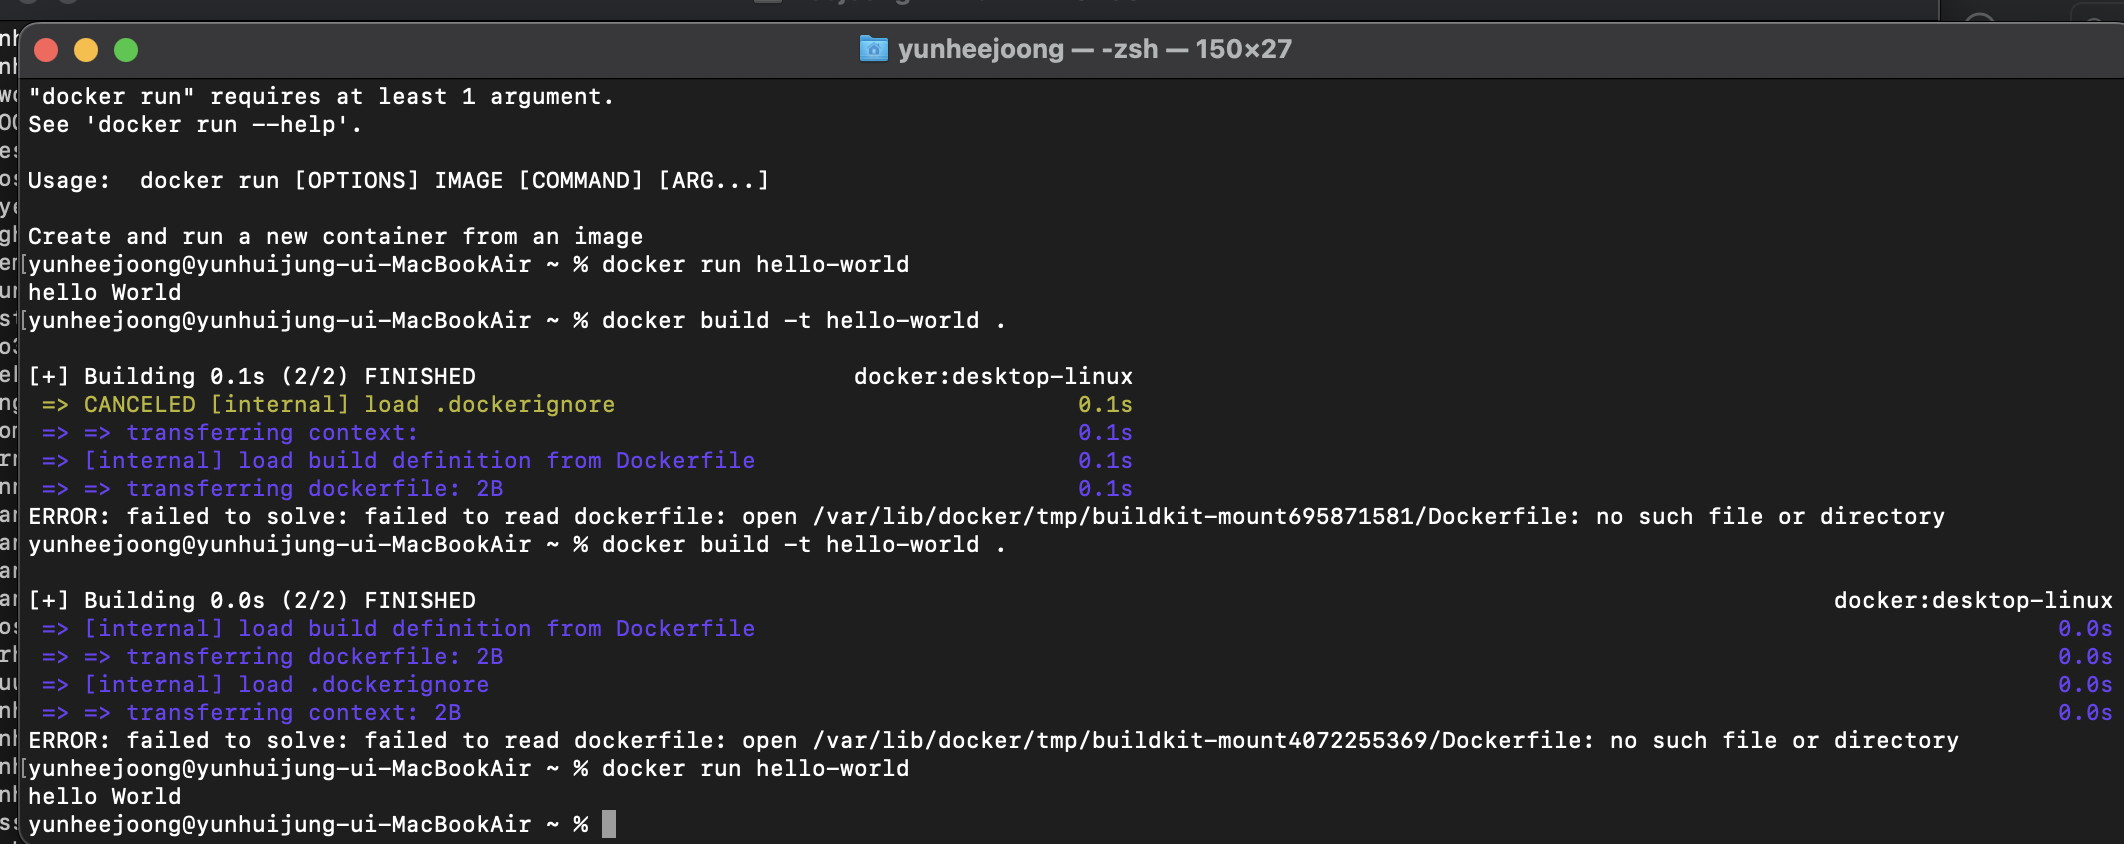 yunheejoong — -zsh — 150×27
"docker run" requires at least 1 argument.
See 'docker run --help'.
Usage:  docker run [OPTIONS] IMAGE [COMMAND] [ARG...]
Create and run a new container from an image
[yunheejoong@yunhuijung-ui-MacBookAir ~ % docker run hello-world
hello World
[yunheejoong@yunhuijung-ui-MacBookAir ~ % docker build -t hello-world .
[+] Building 0.1s (2/2) FINISHED docker:desktop-linux
=> CANCELED [internal] load .dockerignore 0.1s
=> => transferring context: 0.1s
=> [internal] load build definition from Dockerfile 0.1s
=> => transferring dockerfile: 2B 0.1s
ERROR: failed to solve: failed to read dockerfile: open /var/lib/docker/tmp/buildkit-mount695871581/Dockerfile: no such file or directory
yunheejoong@yunhuijung-ui-MacBookAir ~ % docker build -t hello-world .
[+] Building 0.0s (2/2) FINISHED docker:desktop-linux
=> [internal] load build definition from Dockerfile 0.0s
=> => transferring dockerfile: 2B 0.0s
=> [internal] load .dockerignore 0.0s
=> => transferring context: 2B 0.0s
ERROR: failed to solve: failed to read dockerfile: open /var/lib/docker/tmp/buildkit-mount4072255369/Dockerfile: no such file or directory
[yunheejoong@yunhuijung-ui-MacBookAir ~ % docker run hello-world
hello World
yunheejoong@yunhuijung-ui-MacBookAir ~ %